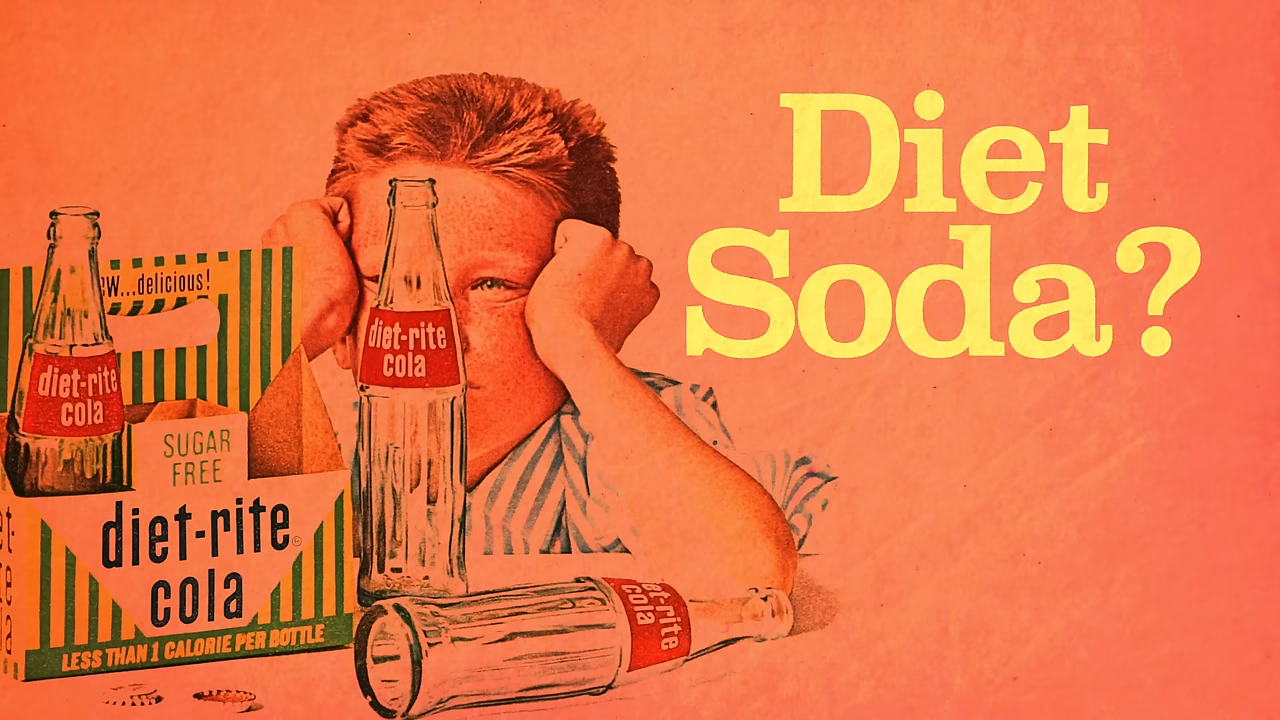 Diet
Soda?
...delicious!
diet-rite
cola
diet-rite
cola
SUGAR
FREE
diet-rite®
cola
LESS THAN 1 CALORIE PER BOTTLE
cola